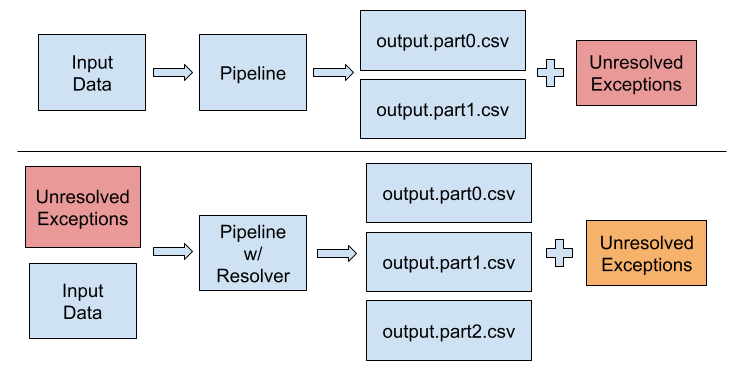 Input
Data
Pipeline
output.part0.csv
output.part1.csv
Unresolved
Exceptions
Unresolved
Exceptions
Input
Data
Pipeline
w/
Resolver
output.part0.csv
output.part1.csv
output.part2.csv
Unresolved
Exceptions